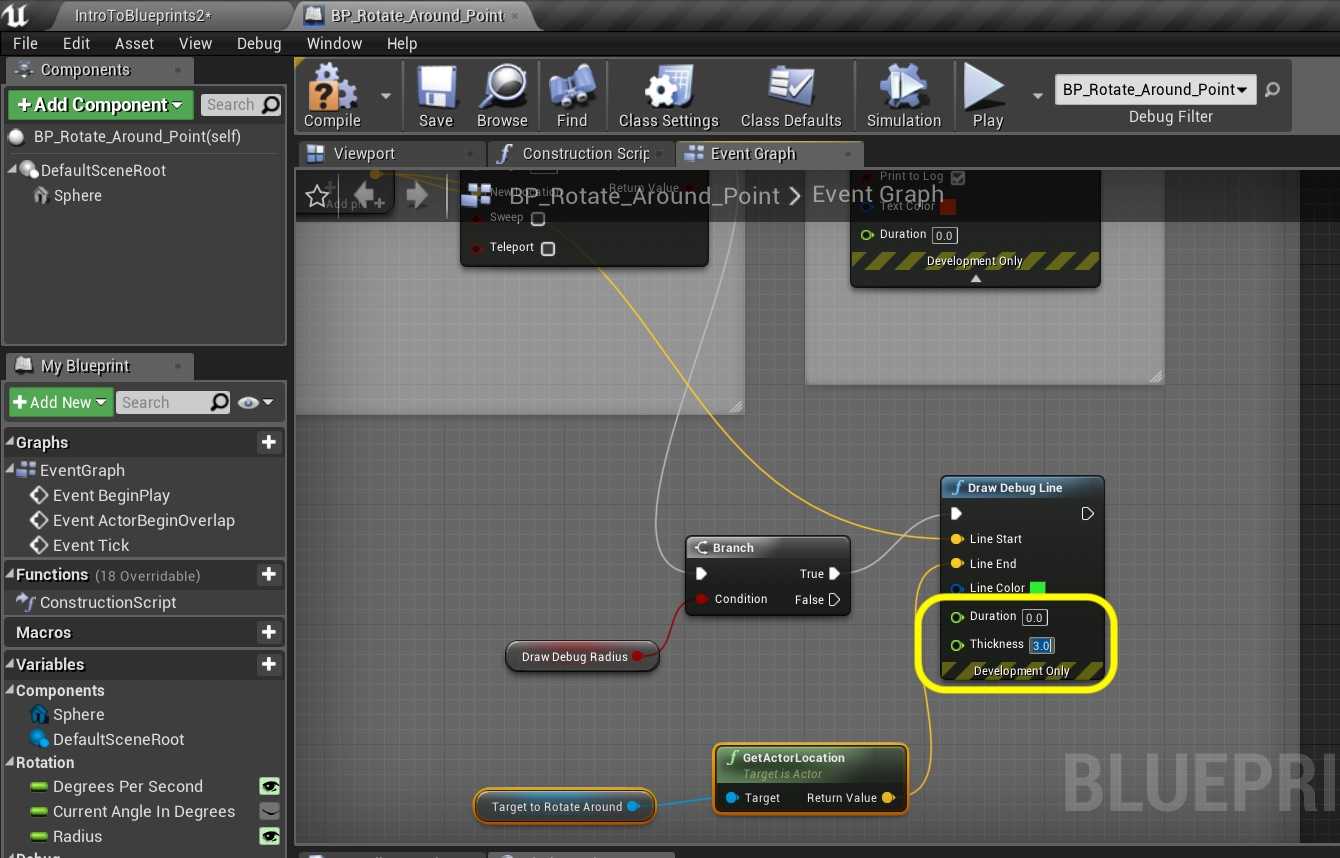 IntroToBlueprints2*
BP_Rotate_Around_Point
File Edit Asset View Debug Window Help
Components
+Add Component
Search
BP_Rotate_Around_Point(self)
DefaultSceneRoot
Sphere
Compile
Save
Browse
Find
Class Settings
Class Defaults
Simulation
Play
BP_Rotate_Around_Point
Debug Filter
Viewport
Construction Scrip
Event Graph
BP_Rotate_Around_Point > Event Graph
Add pi
New Location
Return Value
Sweep
Teleport
Print to Log
Text Color
Duration 0.0
Development Only
My Blueprint
+Add New
Search
Graphs
EventGraph
Event BeginPlay
Event ActorBeginOverlap
Event Tick
Functions (18 Overridable)
ConstructionScript
Macros
Variables
Components
Sphere
DefaultSceneRoot
Rotation
Degrees Per Second
Current Angle In Degrees
Radius
Debug
Branch
True
Condition
False
Draw Debug Radius
Draw Debug Line
Line Start
Line End
Line Color
Duration 0.0
Thickness 3.0
Development Only
GetActorLocation
Target is Actor
Target
Return Value
Target to Rotate Around
BLUEPRI